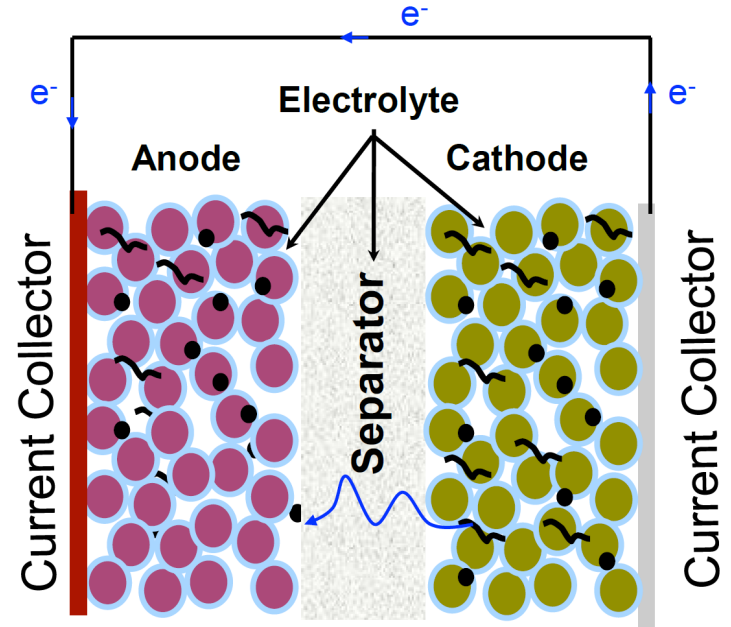 e-
e-
e-
Electrolyte
Anode
Cathode
Current Collector
Separator
Current Collector